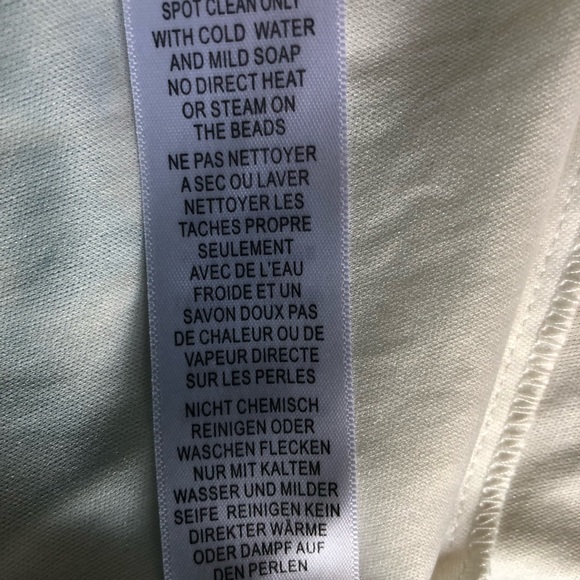 SPOT CLEAN ONLY
WITH COLD WATER
AND MILD SOAP
NO DIRECT HEAT
OR STEAM ON
THE BEADS
NE PAS NETTOYER
A SEC OU LAVER
NETTOYER LES
TACHES PROPRE
SEULEMENT
AVEC DE L'EAU
FROIDE ET UN
SAVON DOUX PAS
DE CHALEUR OU DE
VAPEUR DIRECTE
SUR LES PERLES
NICHT CHEMISCH
REINIGEN ODER
WASCHEN FLECKEN
NUR MIT KALTEM
WASSER UND MILDER
SEIFE REINIGEN KEIN
DIREKTER WÄRME
ODER DAMPF AUF
DEN PERLEN